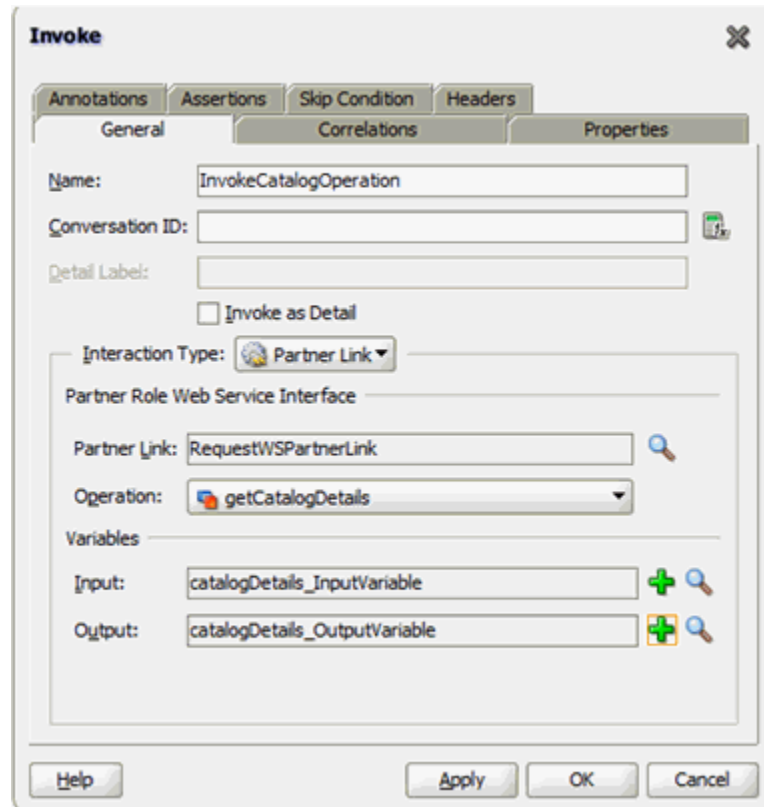 Invoke
Annotations Assertions Skip Condition Headers
General Correlations Properties
Name: InvokeCatalogOperation
Conversation ID:
Detail Label:
Invoke as Detail
Interaction Type: Partner Link
Partner Role Web Service Interface
Partner Link: RequestWSPartnerLink
Operation: getCatalogDetails
Variables
Input: catalogDetails_InputVariable
Output: catalogDetails_OutputVariable
Help Apply OK Cancel